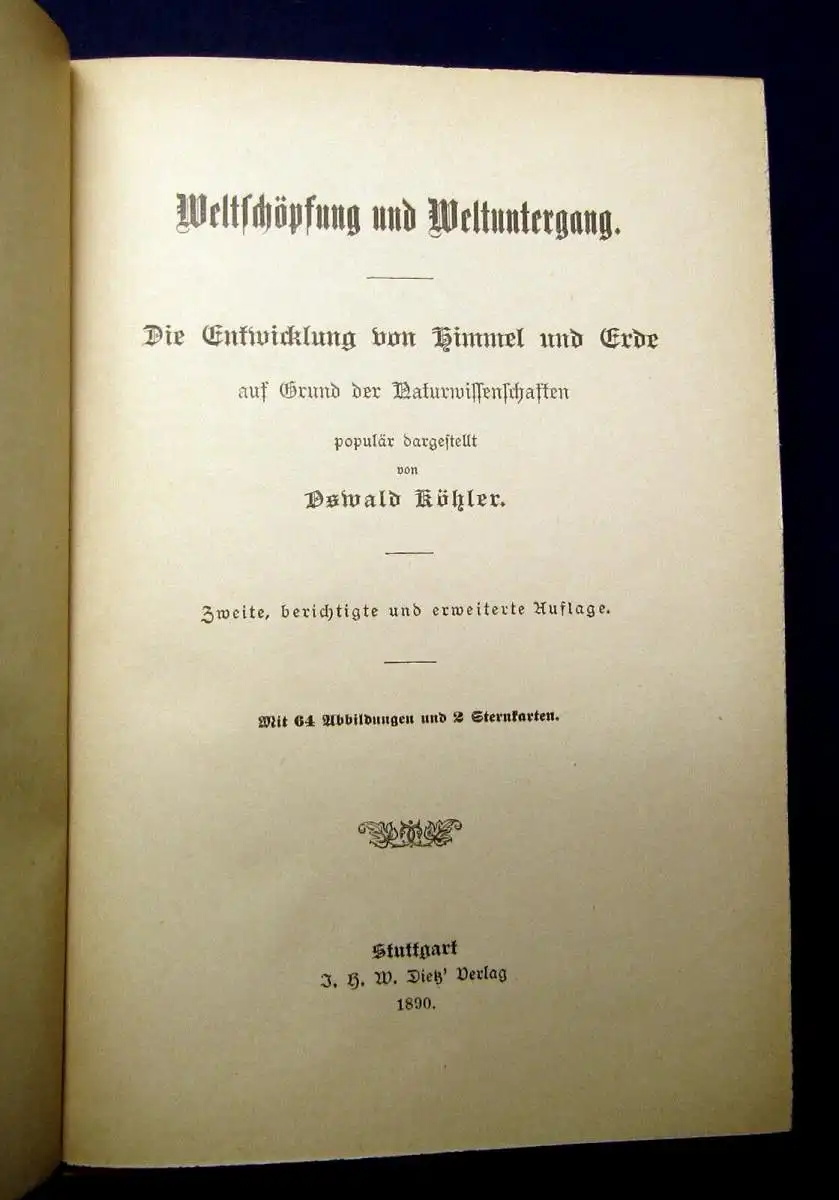 Weltschöpfung und Weltuntergang.
Die Entwicklung von Himmel und Erde
auf Grund der Naturwissenschaften
populär dargestellt
von
Oswald Köhler.
Zweite, berichtigte und erweiterte Auflage.
Mit 64 Abbildungen und 2 Sternkarten.
Stuttgart
J. H. W. Dietz' Verlag
1890.